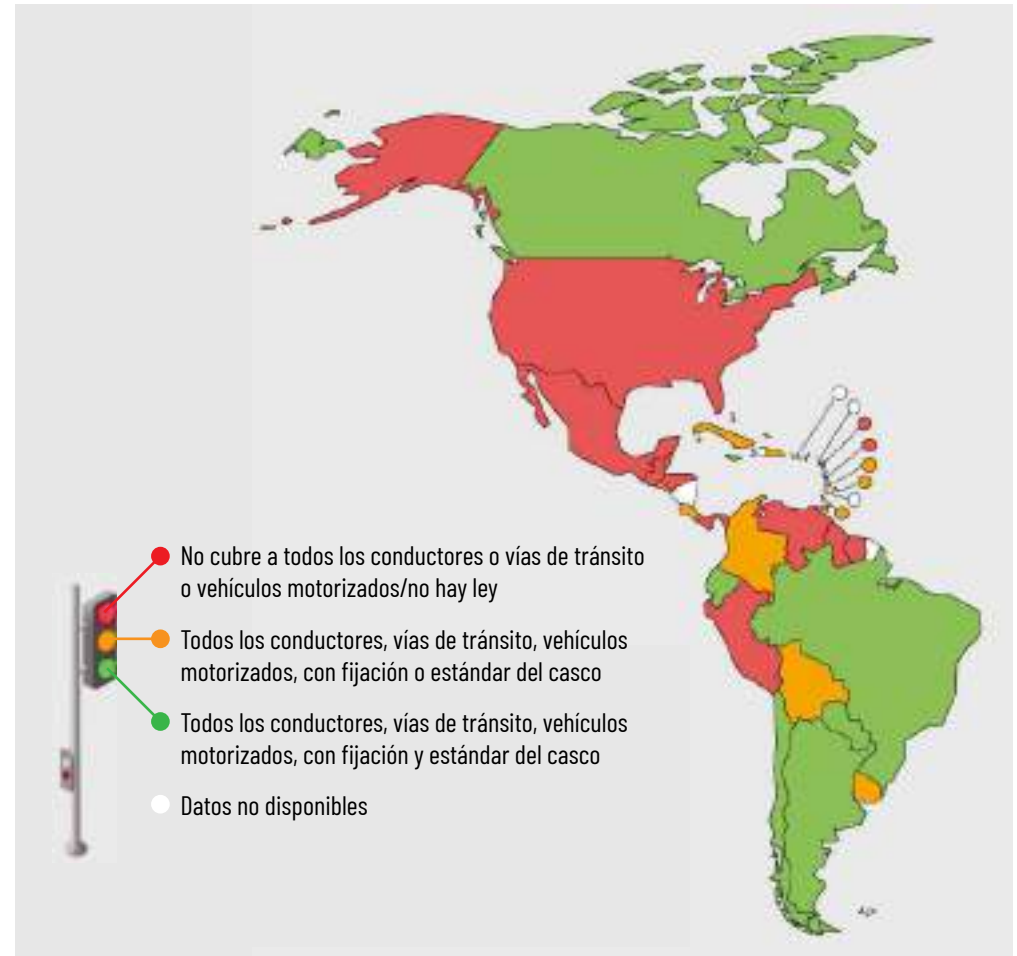 No cubre a todos los conductores o vías de tránsito
o vehículos motorizados/no hay ley
Todos los conductores, vías de tránsito, vehículos
motorizados, con fijación o estándar del casco
Todos los conductores, vías de tránsito, vehículos
motorizados, con fijación y estándar del casco
Datos no disponibles